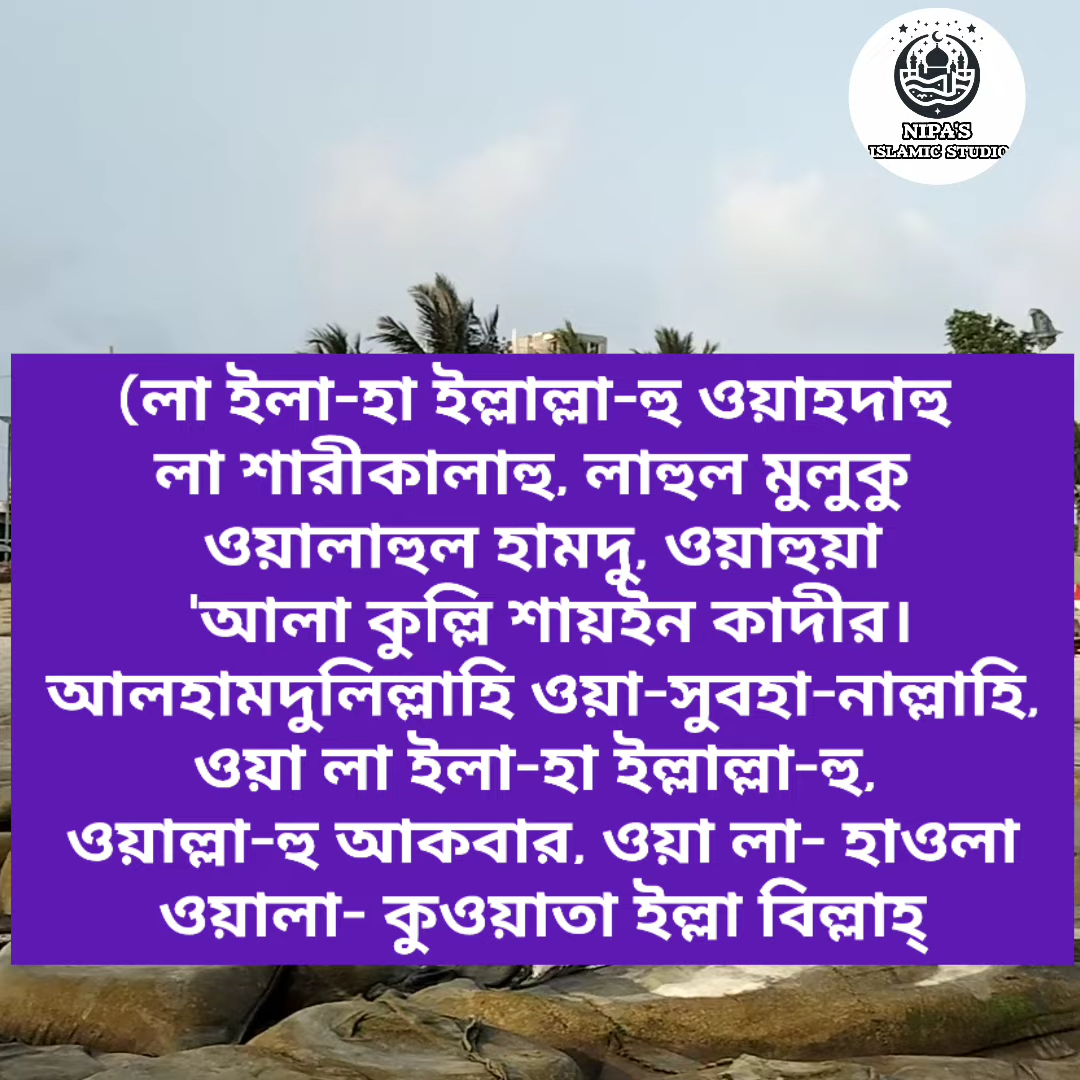 NIPA'S
ISLAMIC STUDIO
(লা ইলা-হা ইল্লাল্লা-হু ওয়াহদাহু
লা শারীকালাহু, লাহুল মুলুকু
ওয়ালাহুল হামদু, ওয়াহুয়া
'আলা কুল্লি শায়ইন কাদীর।
আলহামদুলিল্লাহি ওয়া-সুবহা-নাল্লাহি,
ওয়া লা ইলা-হা ইল্লাল্লা-হু,
ওয়াল্লা-হু আকবার, ওয়া লা- হাওলা
ওয়ালা- কুওয়াতা ইল্লা বিল্লাহ্